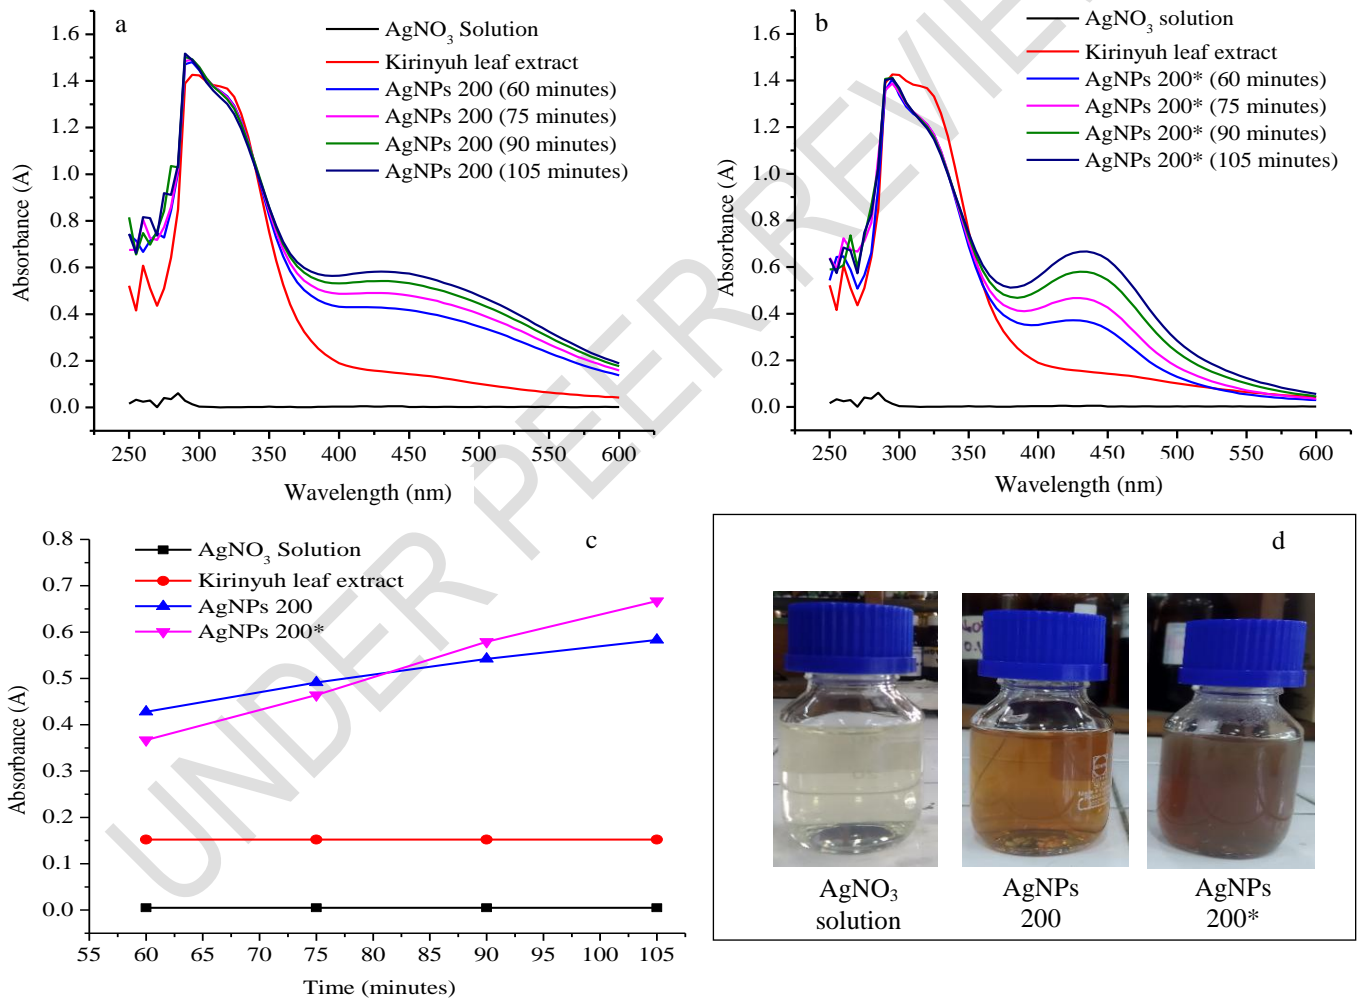 a
AgNO3 Solution
Kirinyuh leaf extract
AgNPs 200 (60 minutes)
AgNPs 200 (75 minutes)
AgNPs 200 (90 minutes)
AgNPs 200 (105 minutes)
Absorbance (A)
1.6
1.4
1.2
1.0
0.8
0.6
0.4
0.2
0.0
250 300 350 400 450 500 550 600
Wavelength (nm)
b
AgNO3 solution
Kirinyuh leaf extract
AgNPs 200* (60 minutes)
AgNPs 200* (75 minutes)
AgNPs 200* (90 minutes)
AgNPs 200* (105 minutes)
Absorbance (A)
1.6
1.4
1.2
1.0
0.8
0.6
0.4
0.2
0.0
250 300 350 400 450 500 550 600
Wavelength (nm)
c
AgNO3 Solution
Kirinyuh leaf extract
AgNPs 200
AgNPs 200*
Absorbance (A)
0.8
0.7
0.6
0.5
0.4
0.3
0.2
0.1
0.0
55 60 65 70 75 80 85 90 95 100 105
Time (minutes)
d
AgNO3
solution
AgNPs
200
AgNPs
200*
UNDER PEER REVIEW